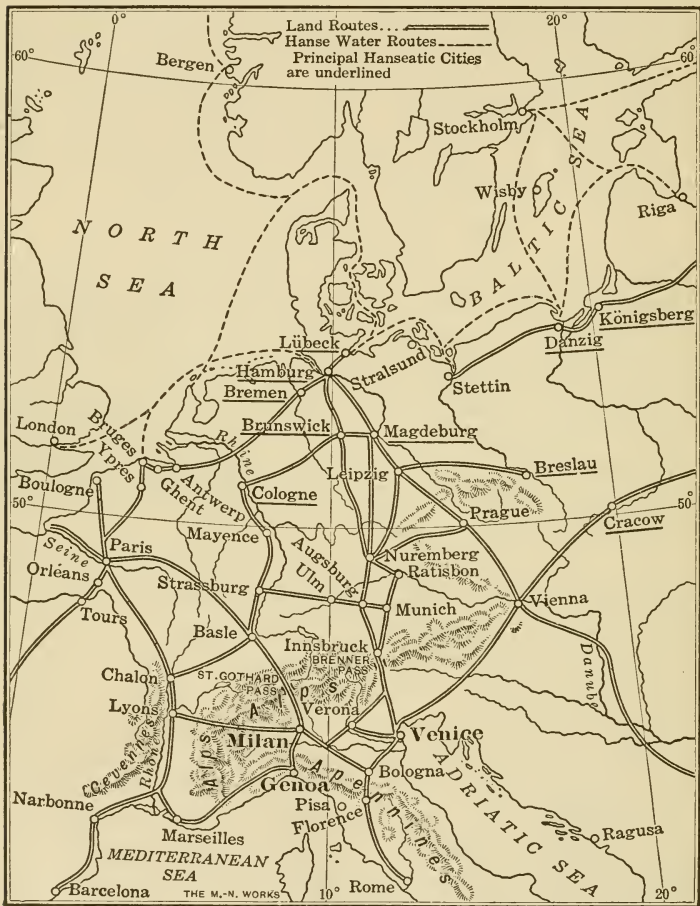 0°
20°
Land Routes...
Hanse Water Routes
Principal Hanseatic Cities
are underlined
60°
60
Bergen
Stockholm
Wisby
Riga
NORTH
SEA
BALTIC SEA
Königsberg
Danzig
Lübeck
Hamburg
Stralsund
Bremen
Stettin
London
Bruges
Ypres
Brunswick
Magdeburg
Rhine
Leipzig
Breslau
Boulogne
Antwerp
Ghent
Cologne
50°
50°
Prague
Cracow
Mayence
Seine
Paris
Nuremberg
Augsburg
Ulm
Ratisbon
Orléans
Strassburg
Tours
Munich
Vienna
Basle
Innsbruck
BRENNER
PASS
Danube
Chalon
ST. GOTHARD
PASS
Alps
Lyons
Verona
Milan
Venice
Cevennes
Rhône
Alps
Genoa
Apennines
Bologna
ADRIATIC SEA
Narbonne
Pisa
Florence
Marseilles
Ragusa
MEDITERRANEAN
SEA
Barcelona
THE M.-N. WORKS
10°
Rome
20°